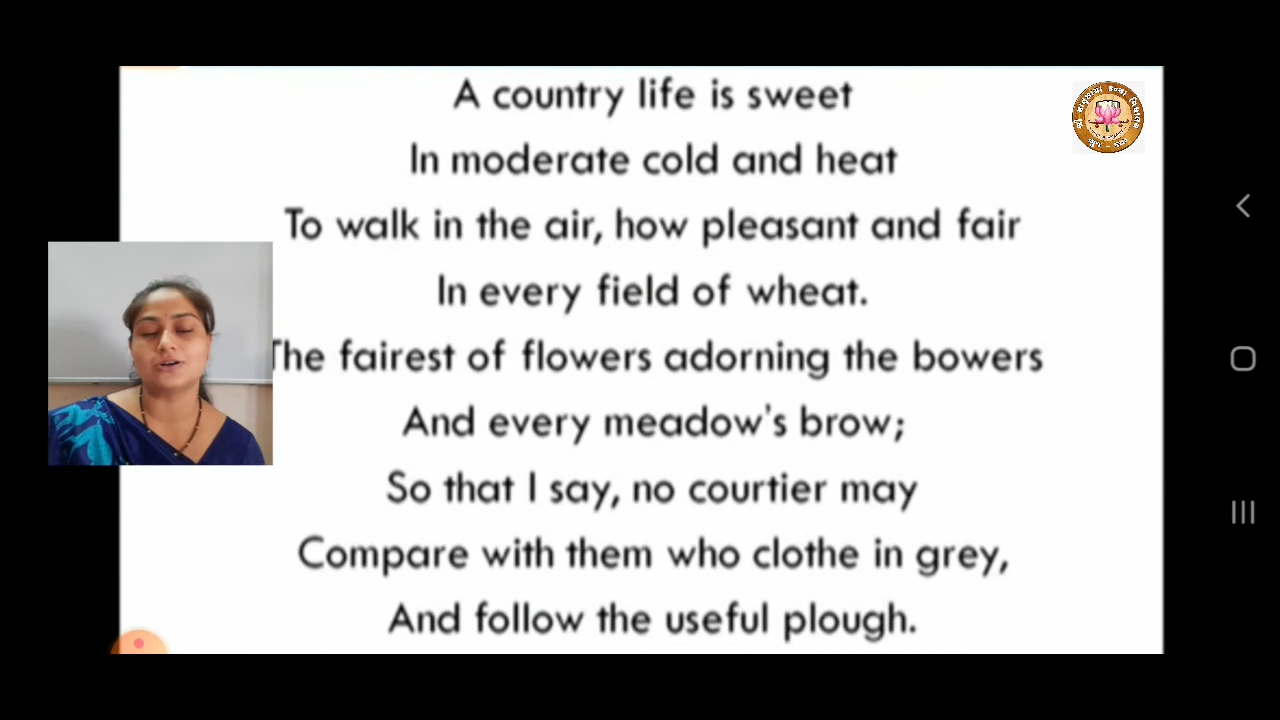 A country life is sweet
In moderate cold and heat
To walk in the air, how pleasant and fair
In every field of wheat.
The fairest of flowers adorning the bowers
And every meadow's brow;
So that I say, no courtier may
Compare with them who clothe in grey,
And follow the useful plough.